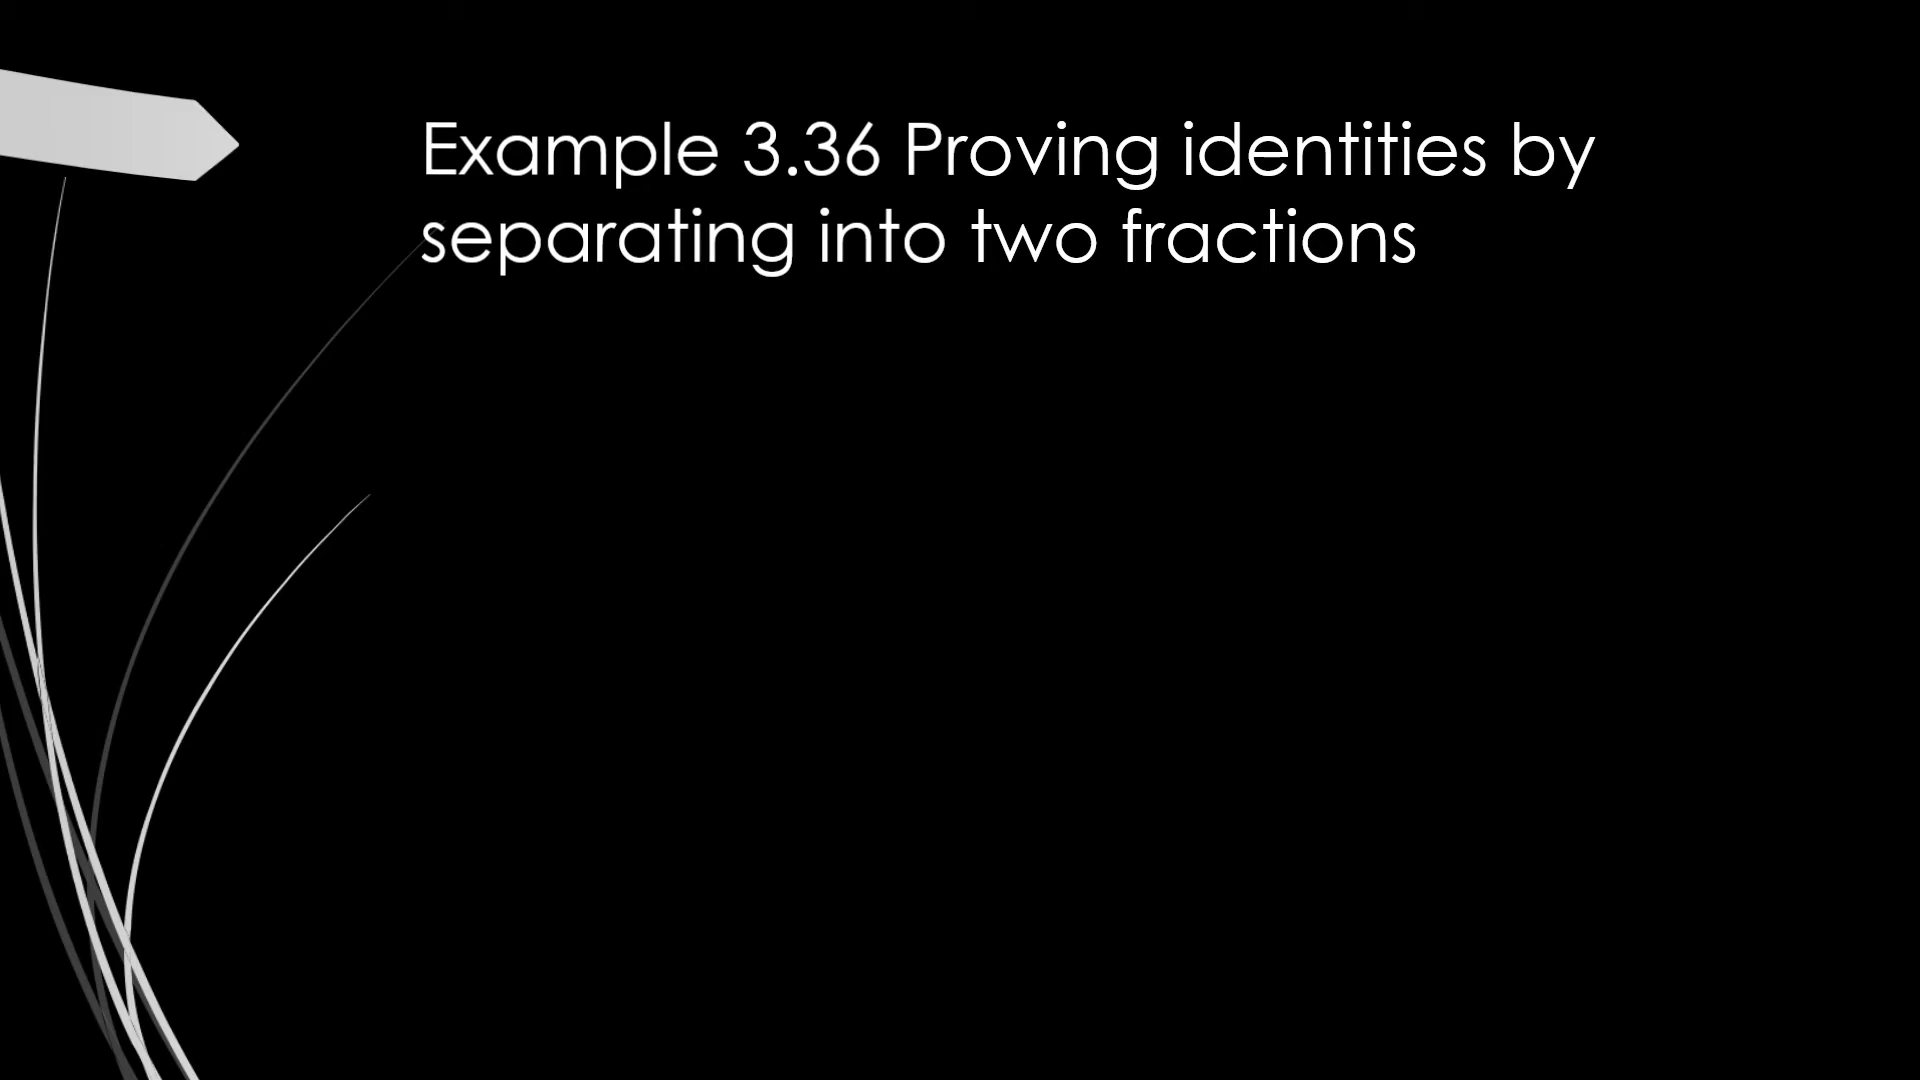 Example 3.36 Proving identities by
separating into two fractions